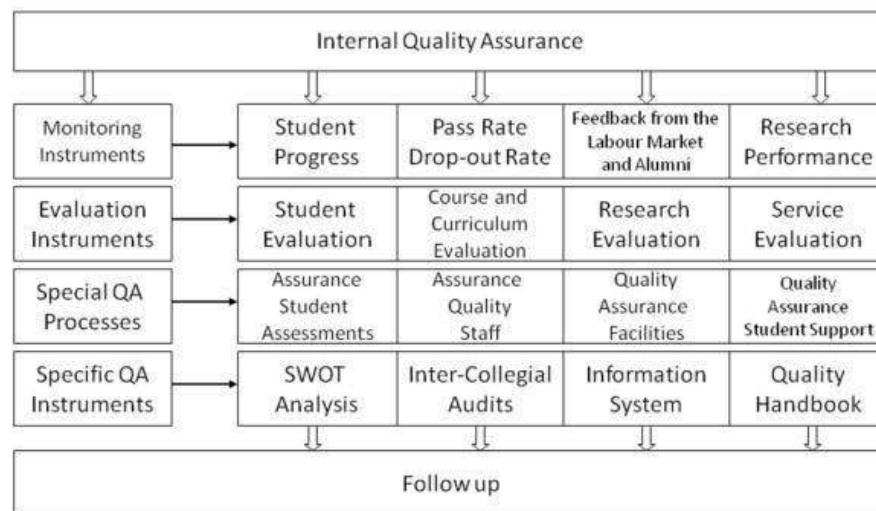 Internal Quality Assurance
Monitoring
Instruments
Student
Progress
Pass Rate
Drop-out Rate
Feedback from the
Labour Market
and Alumni
Research
Performance
Evaluation
Instruments
Student
Evaluation
Course and
Curriculum
Evaluation
Research
Evaluation
Service
Evaluation
Special QA
Processes
Assurance
Student
Assessments
Assurance
Quality
Staff
Quality
Assurance
Facilities
Quality
Assurance
Student Support
Specific QA
Instruments
SWOT
Analysis
Inter-Collegial
Audits
Information
System
Quality
Handbook
Follow up